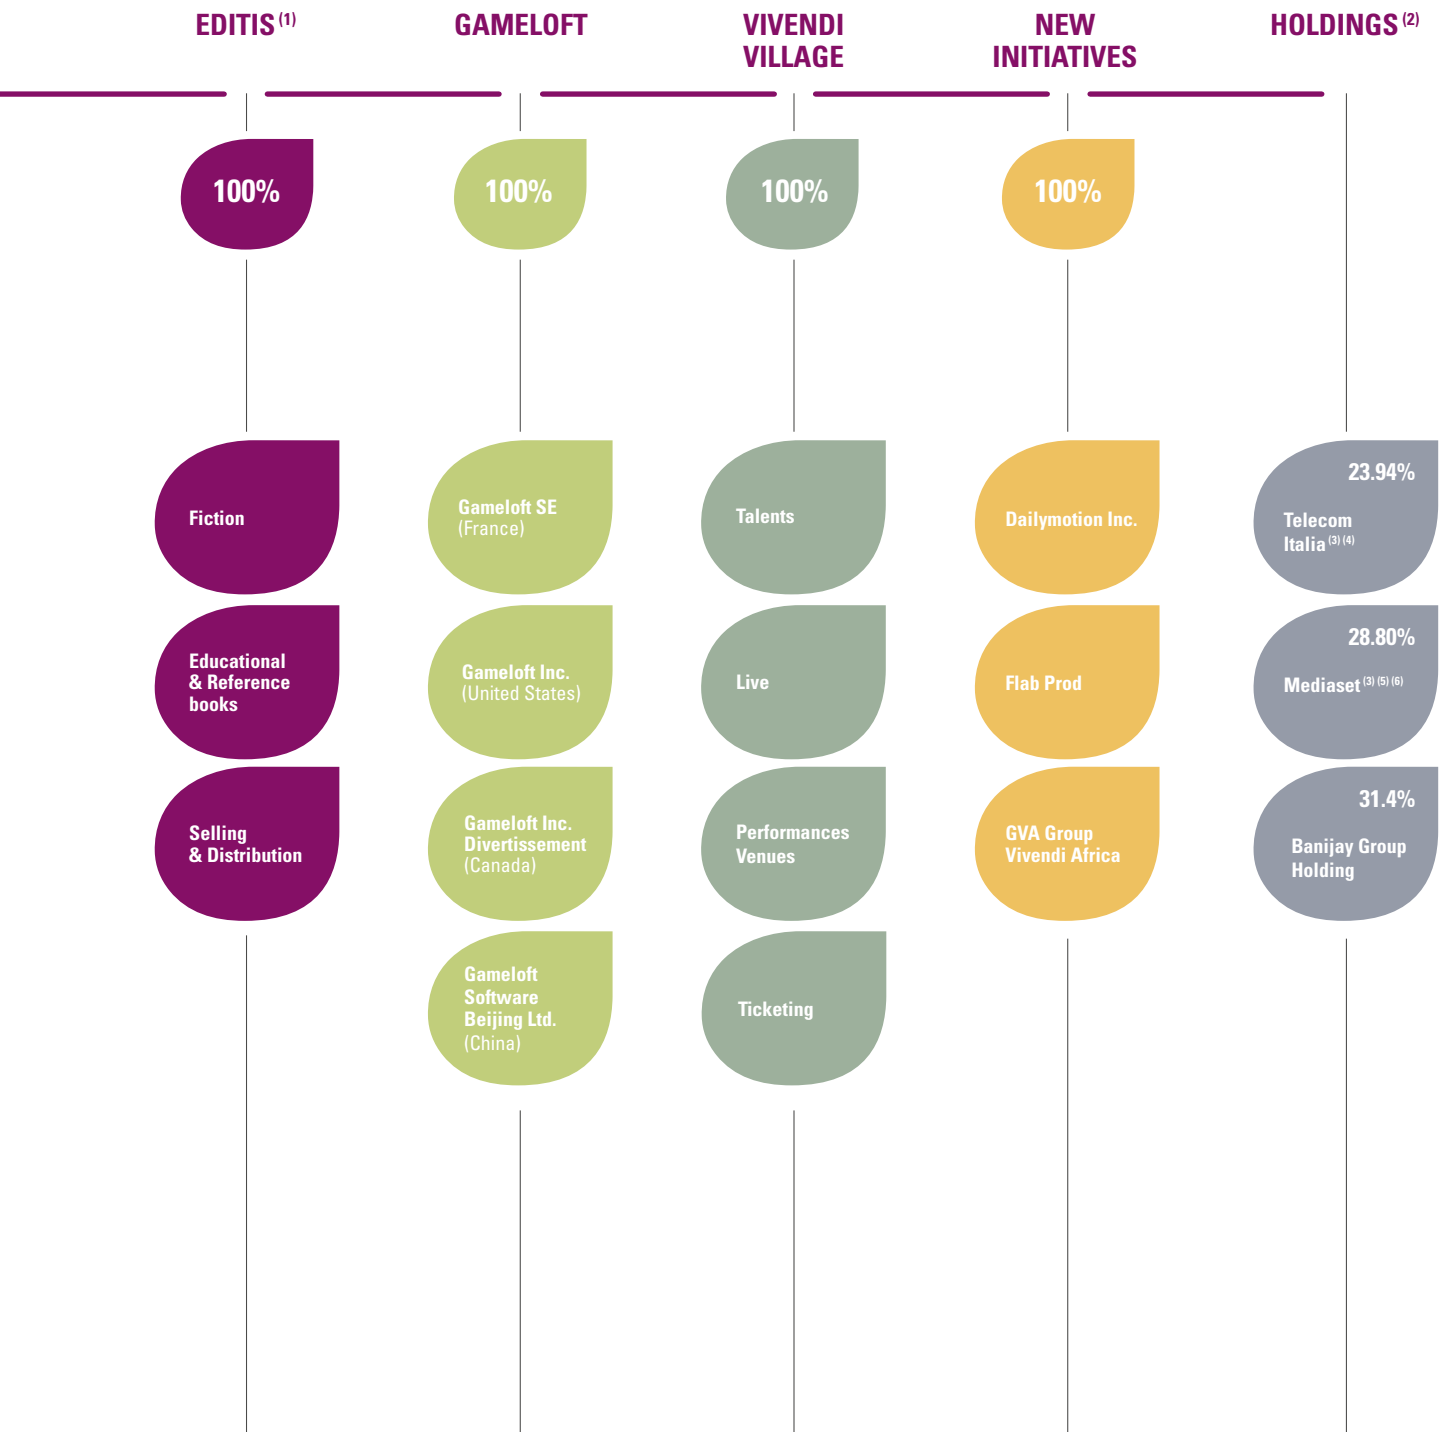 EDITIS (1)
GAMELOFT
VIVENDI
VILLAGE
NEW
INITIATIVES
HOLDINGS (2)
100%
100%
100%
100%
Fiction
Educational
& Reference
books
Selling
& Distribution
Gameloft SE
(France)
Gameloft Inc.
(United States)
Gameloft Inc.
Divertissement
(Canada)
Gameloft
Software
Beijing Ltd.
(China)
Talents
Live
Performances
Venues
Ticketing
Dailymotion Inc.
Flab Prod
GVA Group
Vivendi Africa
23.94%
Telecom
Italia (3) (4)
28.80%
Mediaset (3) (5) (6)
31.4%
Banijay Group
Holding